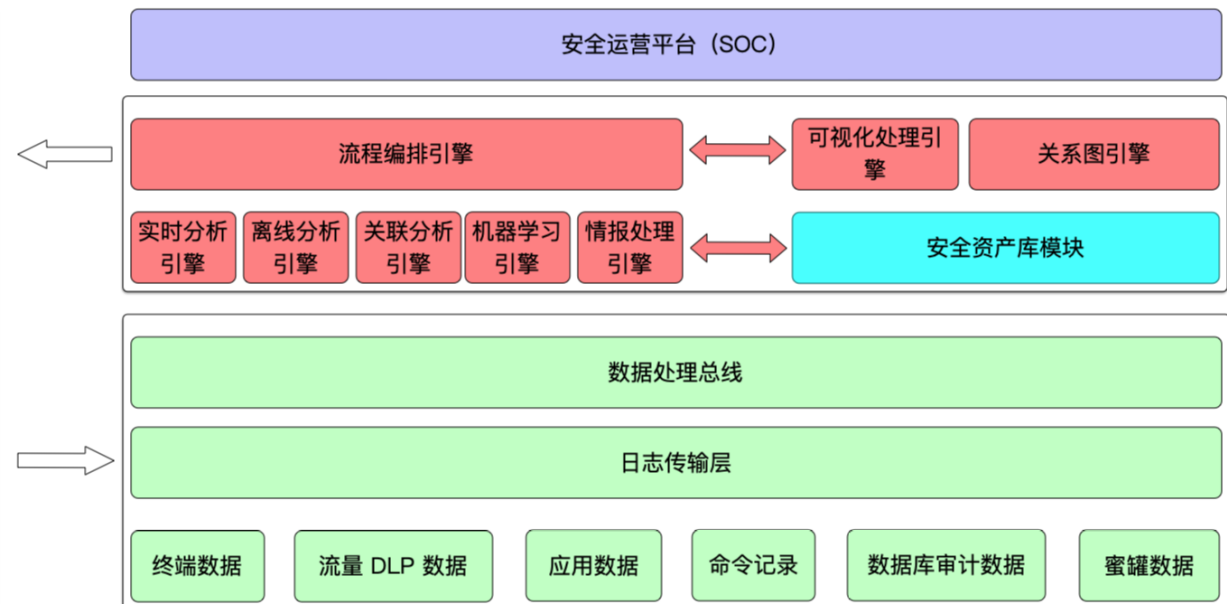 安全运营平台（SOC）
流程编排引擎
可视化处理引
擎
关系图引擎
实时分析
引擎
离线分析
引擎
关联分析
引擎
机器学习
引擎
情报处理
引擎
安全资产库模块
数据处理总线
日志传输层
终端数据
流量 DLP 数据
应用数据
命令记录
数据库审计数据
蜜罐数据